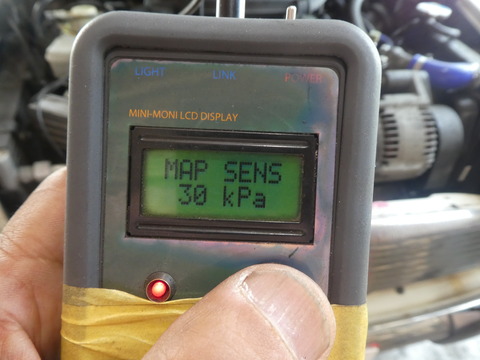 LIGHT LINK POWER
MINI-MONI LCD DISPLAY
MAP SENS
30 kPa